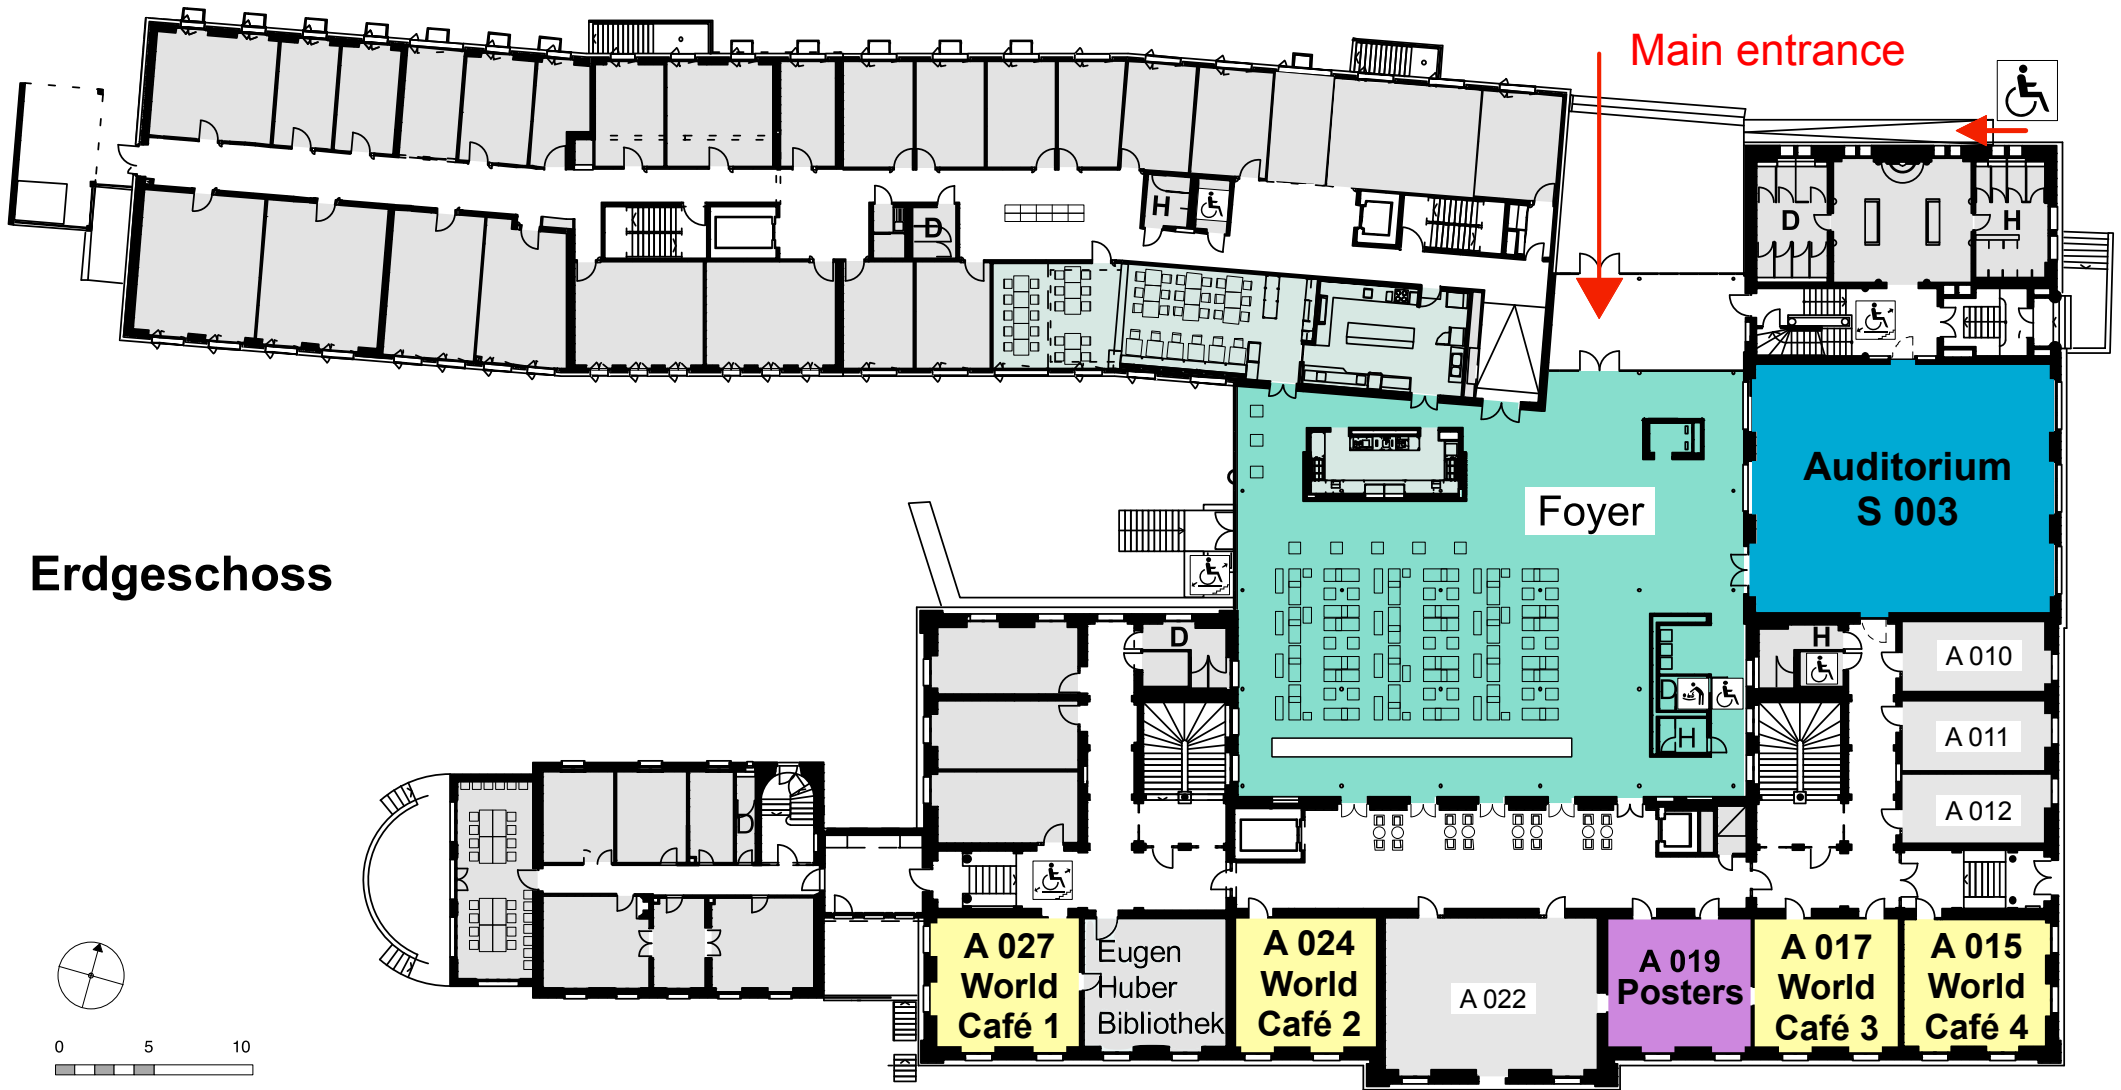 Main entrance
H
D
D
H
Auditorium
S 003
Foyer
Erdgeschoss
D
H
A 010
D
A 011
H
A 012
D
A 027
World
Café 1
Eugen
Huber
Bibliothek
A 024
World
Café 2
A 022
A 019
Posters
A 017
World
Café 3
A 015
World
Café 4
0 5 10